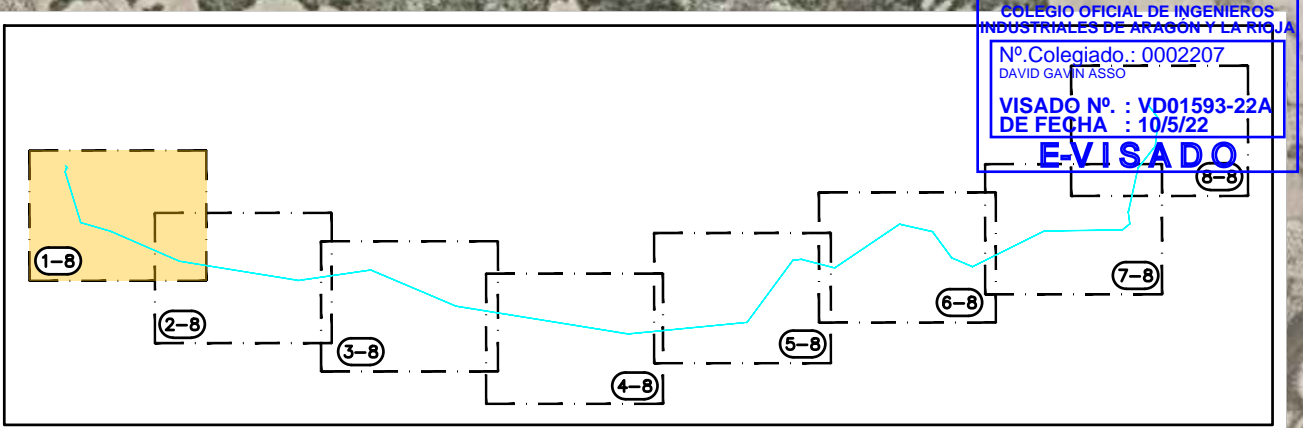 COLEGIO OFICIAL DE INGENIEROS
INDUSTRIALES DE ARAGÓN Y LA RIOJA
Nº.Colegiado.: 0002207
DAVID GAVIN ASSO
VISADO Nº. : VD01593-22A
DE FECHA : 10/5/22
E-VISADO
8-8
1-8
7-8
6-8
2-8
5-8
3-8
4-8